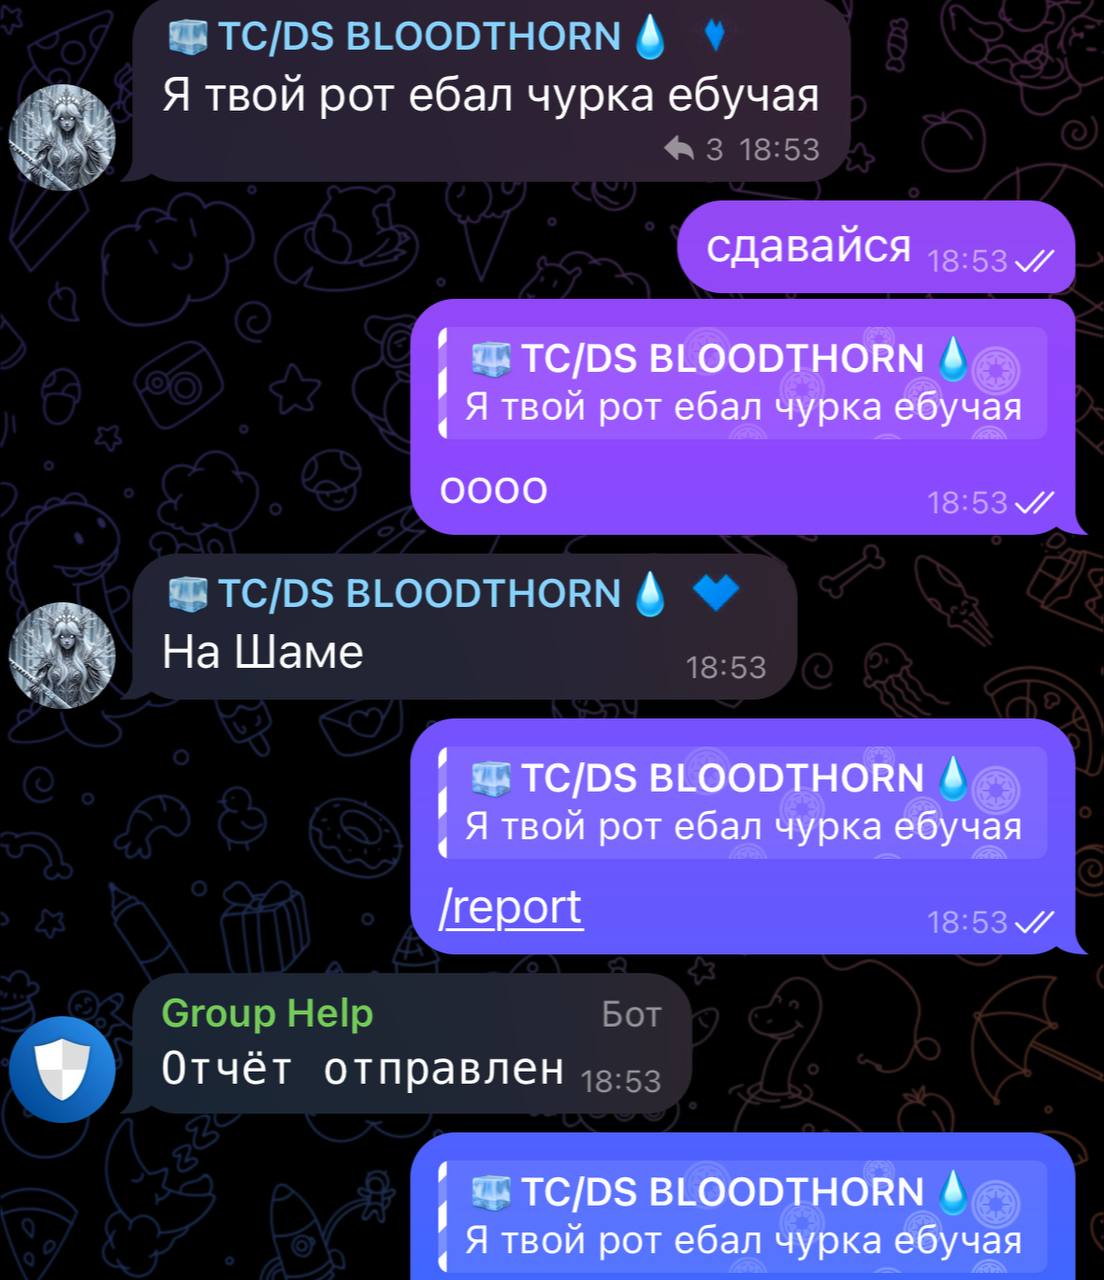 TC/DS BLOODTHORN
Я твой рот ебал чурка ебучая
3 18:53
сдавайся 18:53
TC/DS BLOODTHORN
Я твой рот ебал чурка ебучая
оооо 18:53
TC/DS BLOODTHORN
На Шаме 18:53
TC/DS BLOODTHORN
Я твой рот ебал чурка ебучая
/report 18:53
Group Help Бот
Отчёт отправлен 18:53
TC/DS BLOODTHORN
Я твой рот ебал чурка ебучая